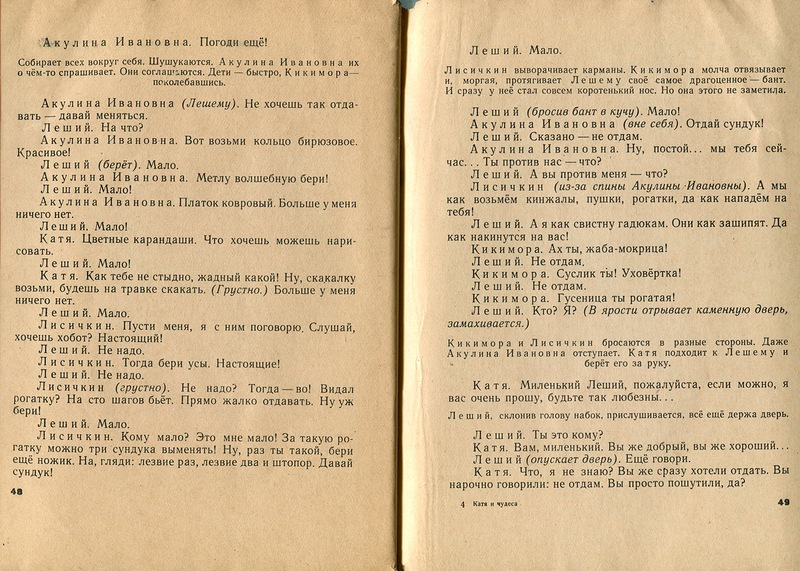 Акулина Ивановна. Погоди ещё!
Собирает всех вокруг себя. Шушукаются. Акулина Ивановна их
о чём-то спрашивает. Они соглашаются. Дети — быстро, Кикимора —
поколебавшись.
Акулина Ивановна (Лешему). Не хочешь так отда-
вать — давай меняться.
Леший. На что?
Акулина Ивановна. Вот возьми кольцо бирюзовое.
Красивое!
Леший (берёт). Мало.
Акулина Ивановна. Метлу волшебную бери!
Леший. Мало!
Акулина Ивановна. Платок ковровый. Больше у меня
ничего нет.
Леший. Мало!
Катя. Цветные карандаши. Что хочешь можешь нари-
совать.
Леший. Мало!
Катя. Как тебе не стыдно, жадный какой! Ну, скакалку
возьми, будешь на травке скакать. (Грустно.) Больше у меня
ничего нет.
Леший. Мало.
Лисичкин. Пусти меня, я с ним поговорю. Слушай,
хочешь хобот? Настоящий!
Леший. Не надо.
Лисичкин. Тогда бери усы. Настоящие!
Леший. Не надо.
Лисичкин (грустно). Не надо? Тогда — во! Видал
рогатку? На сто шагов бьёт. Прямо жалко отдавать. Ну уж
бери!
Леший. Мало.
Лисичкин. Кому мало? Это мне мало! За такую ро-
гатку можно три сундука выменять! Ну, раз ты такой, бери
ещё ножик. На, гляди: лезвие раз, лезвие два и штопор. Давай
сундук!
48
Леший. Мало.
Лисичкин выворачивает карманы. Кикимора молча отвязывает
и, моргая, протягивает Лешему своё самое драгоценное — бант.
И сразу у неё стал совсем коротенький нос. Но она этого не заметила.
Леший (бросив бант в кучу). Мало!
Акулина Ивановна (вне себя). Отдай сундук!
Леший. Сказано — не отдам.
Акулина Ивановна. Ну, постой... мы тебя сей-
час... Ты против нас — что?
Леший. А вы против меня — что?
Лисичкин (из-за спины Акулины Ивановны). А мы
как возьмём кинжалы, пушки, рогатки, да как нападём на
тебя!
Леший. А я как свистну гадюкам. Они как зашипят. Да
как накинутся на вас!
Кикимора. Ах ты, жаба-мокрица!
Леший. Не отдам.
Кикимора. Суслик ты! Уховёртка!
Леший. Не отдам.
Кикимора. Гусеница ты рогатая!
Леший. Кто? Я? (В ярости отрывает каменную дверь,
замахивается.)
Кикимора и Лисичкин бросаются в разные стороны. Даже
Акулина Ивановна отступает. Катя подходит к Лешему и
берёт его за руку.
Катя. Миленький Леший, пожалуйста, если можно, я
вас очень прошу, будьте так любезны...
Леший, склонив голову набок, прислушивается, всё ещё держа дверь.
Леший. Ты это кому?
Катя. Вам, миленький. Вы же добрый, вы же хороший...
Леший (опускает дверь). Ещё говори.
Катя. Что, я не знаю? Вы же сразу хотели отдать. Вы
нарочно говорили: не отдам. Вы просто пошутили, да?
4 Катя и чудеса
49